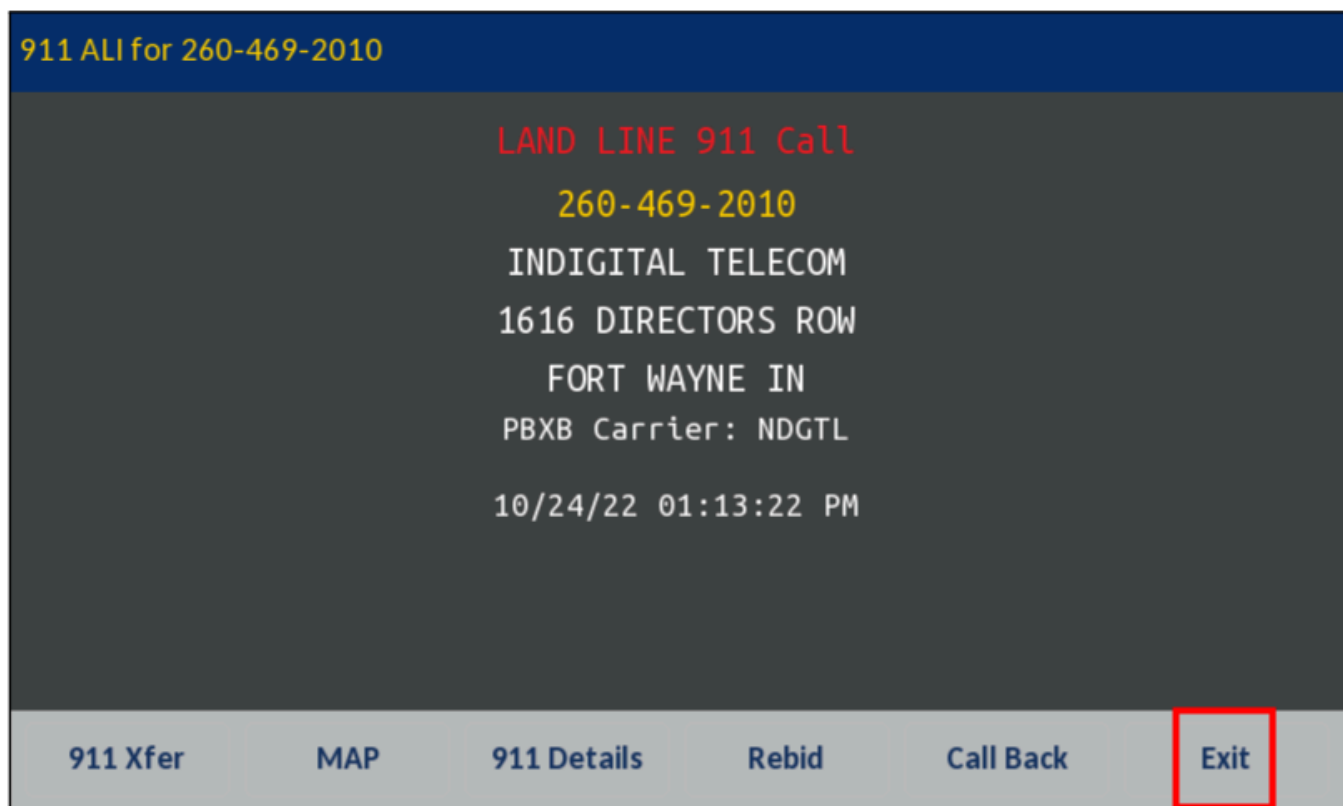 911 ALI for 260-469-2010
LAND LINE 911 Call
260-469-2010
INDIGITAL TELECOM
1616 DIRECTORS ROW
FORT WAYNE IN
PBXB Carrier: NDGTL
10/24/22 01:13:22 PM
911 Xfer MAP 911 Details Rebid Call Back Exit